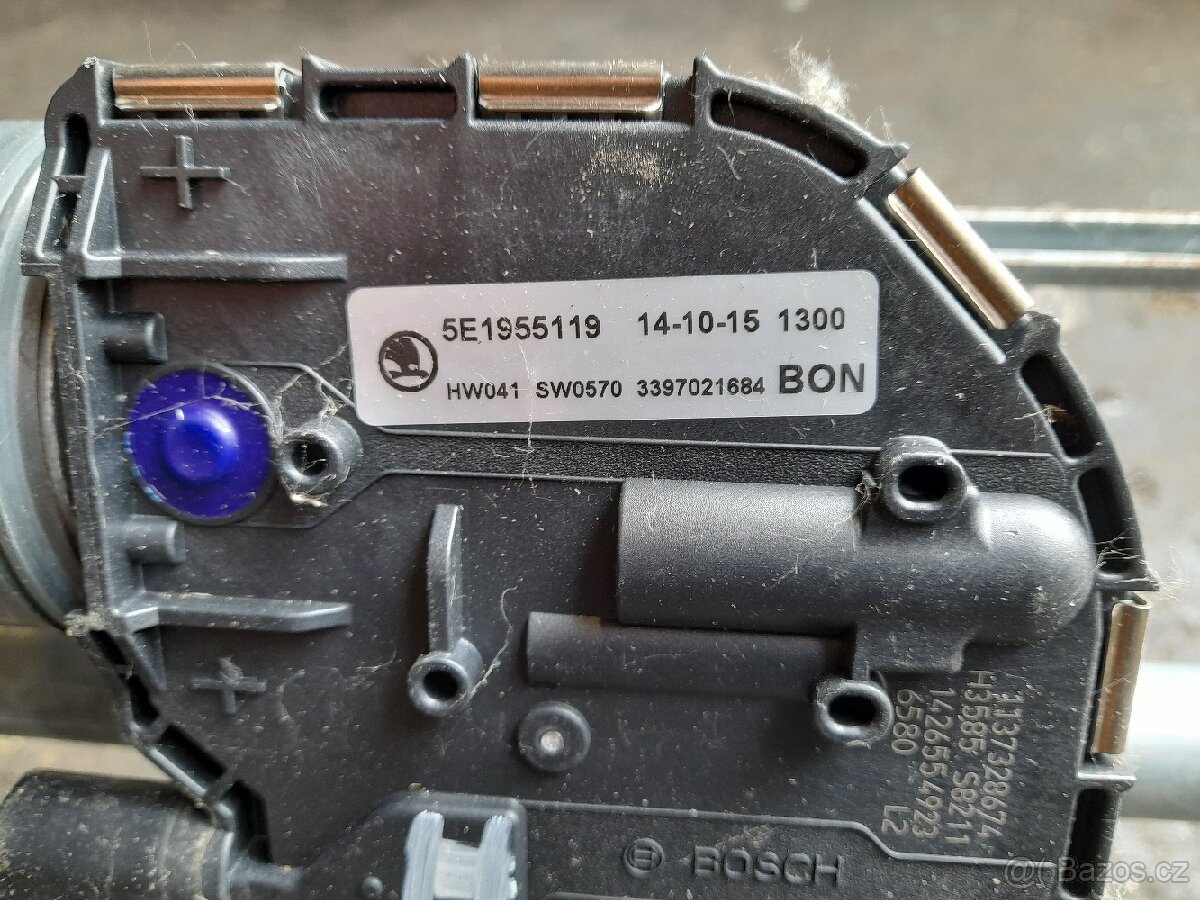 5E1955119 14-10-15 1300
HW041 SW0570 3397021684 BON
1137328674
H3585 S8211
1426554923
6580 L2
BOSCH
Bazos.cz